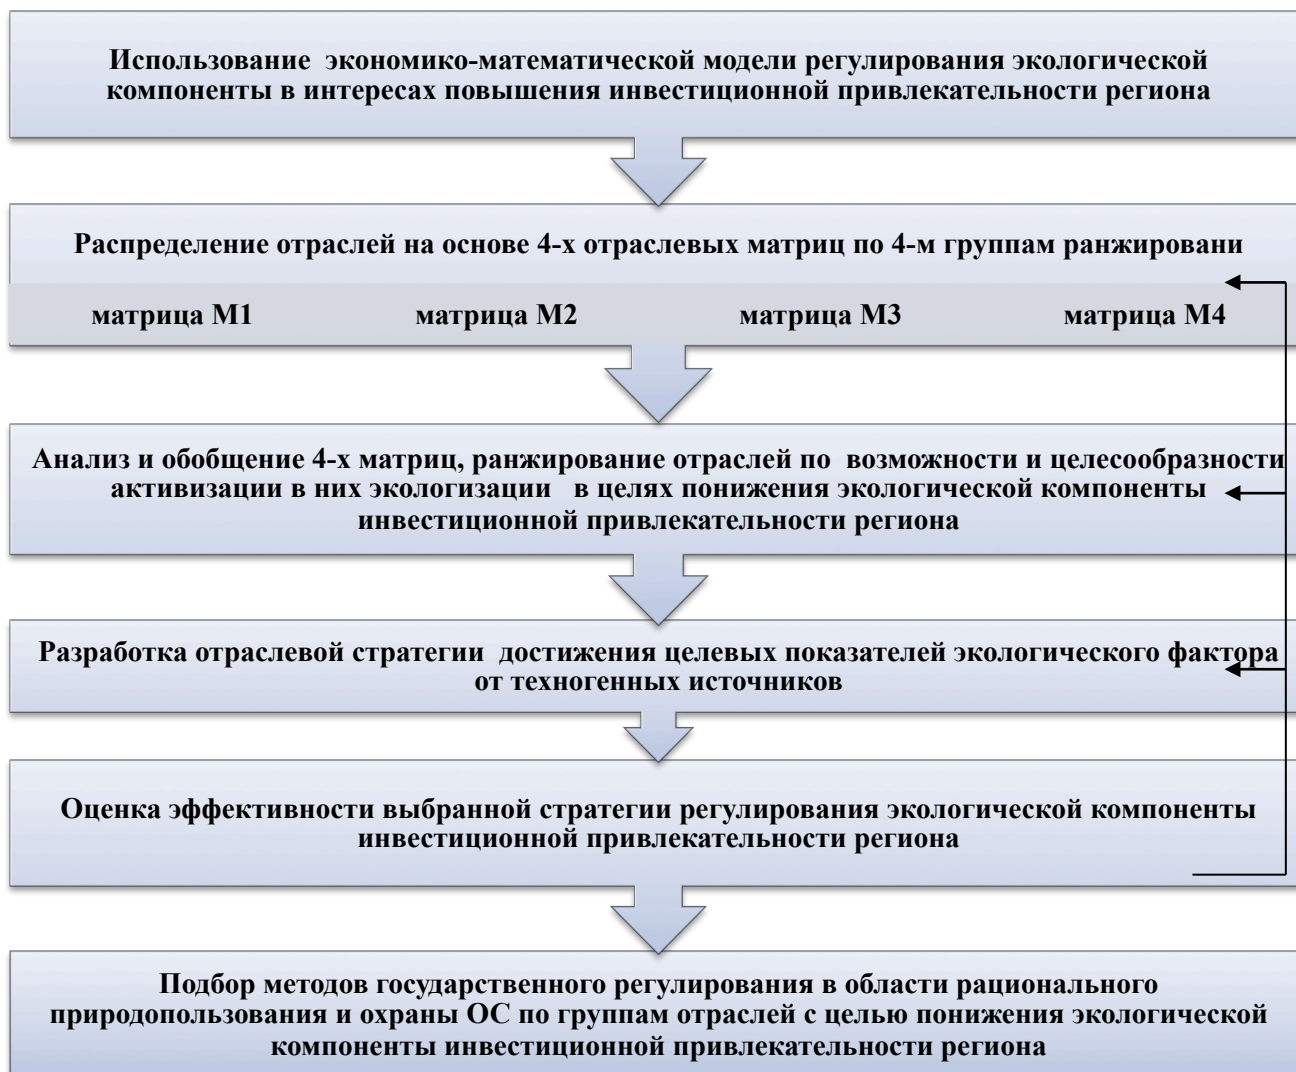 Использование экономико-математической модели регулирования экологической
компоненты в интересах повышения инвестиционной привлекательности региона
Распределение отраслей на основе 4-х отраслевых матриц по 4-м группам ранжировани
матрица М1 матрица М2 матрица М3 матрица М4
Анализ и обобщение 4-х матриц, ранжирование отраслей по возможности и целесообразности
активизации в них экологизации в целях понижения экологической компоненты
инвестиционной привлекательности региона
Разработка отраслевой стратегии достижения целевых показателей экологического фактора
от техногенных источников
Оценка эффективности выбранной стратегии регулирования экологической компоненты
инвестиционной привлекательности региона
Подбор методов государственного регулирования в области рационального
природопользования и охраны ОС по группам отраслей с целью понижения экологической
компоненты инвестиционной привлекательности региона